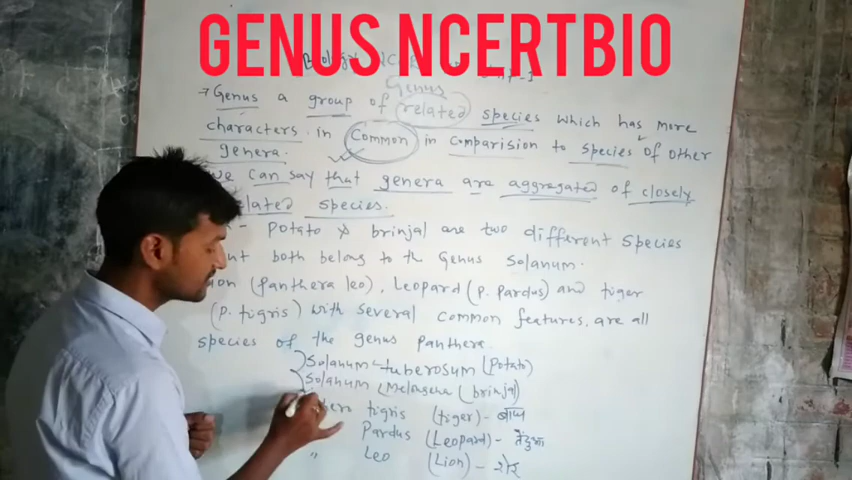 GENUS NCERTBIO
Genus
→ Genus a group of related species which has more
characters in Common in comparision to species of other
genera.
we can say that genera are aggregated of closely
related species.
- Potato & brinjal are two different species
but both belong to the Genus Solanum.
(Panthera leo), Leopard (P. Pardus) and tiger
(P. tigris) with several common features, are all
species of the genus Panthera.
Solanum - tuberosum (Potato)
Solanum (brinjal)
tigris (tiger) - बाघ
Pardus (Leopard) -
" Leo (Lion) - शेर